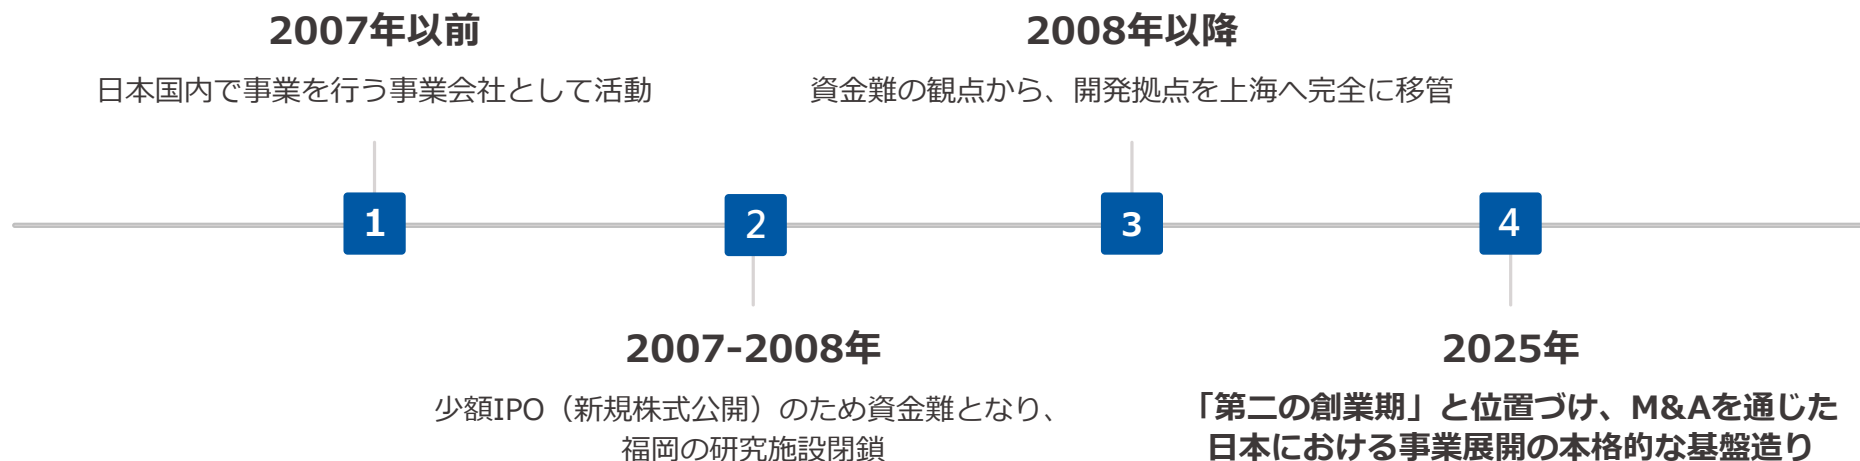 2007年以前
日本国内で事業を行う事業会社として活動
2008年以降
資金難の観点から、開発拠点を上海へ完全に移管
1
2
3
4
2007-2008年
少額IPO（新規株式公開）のため資金難となり、
福岡の研究施設閉鎖
2025年
「第二の創業期」と位置づけ、M&Aを通じた
日本における事業展開の本格的な基盤造り